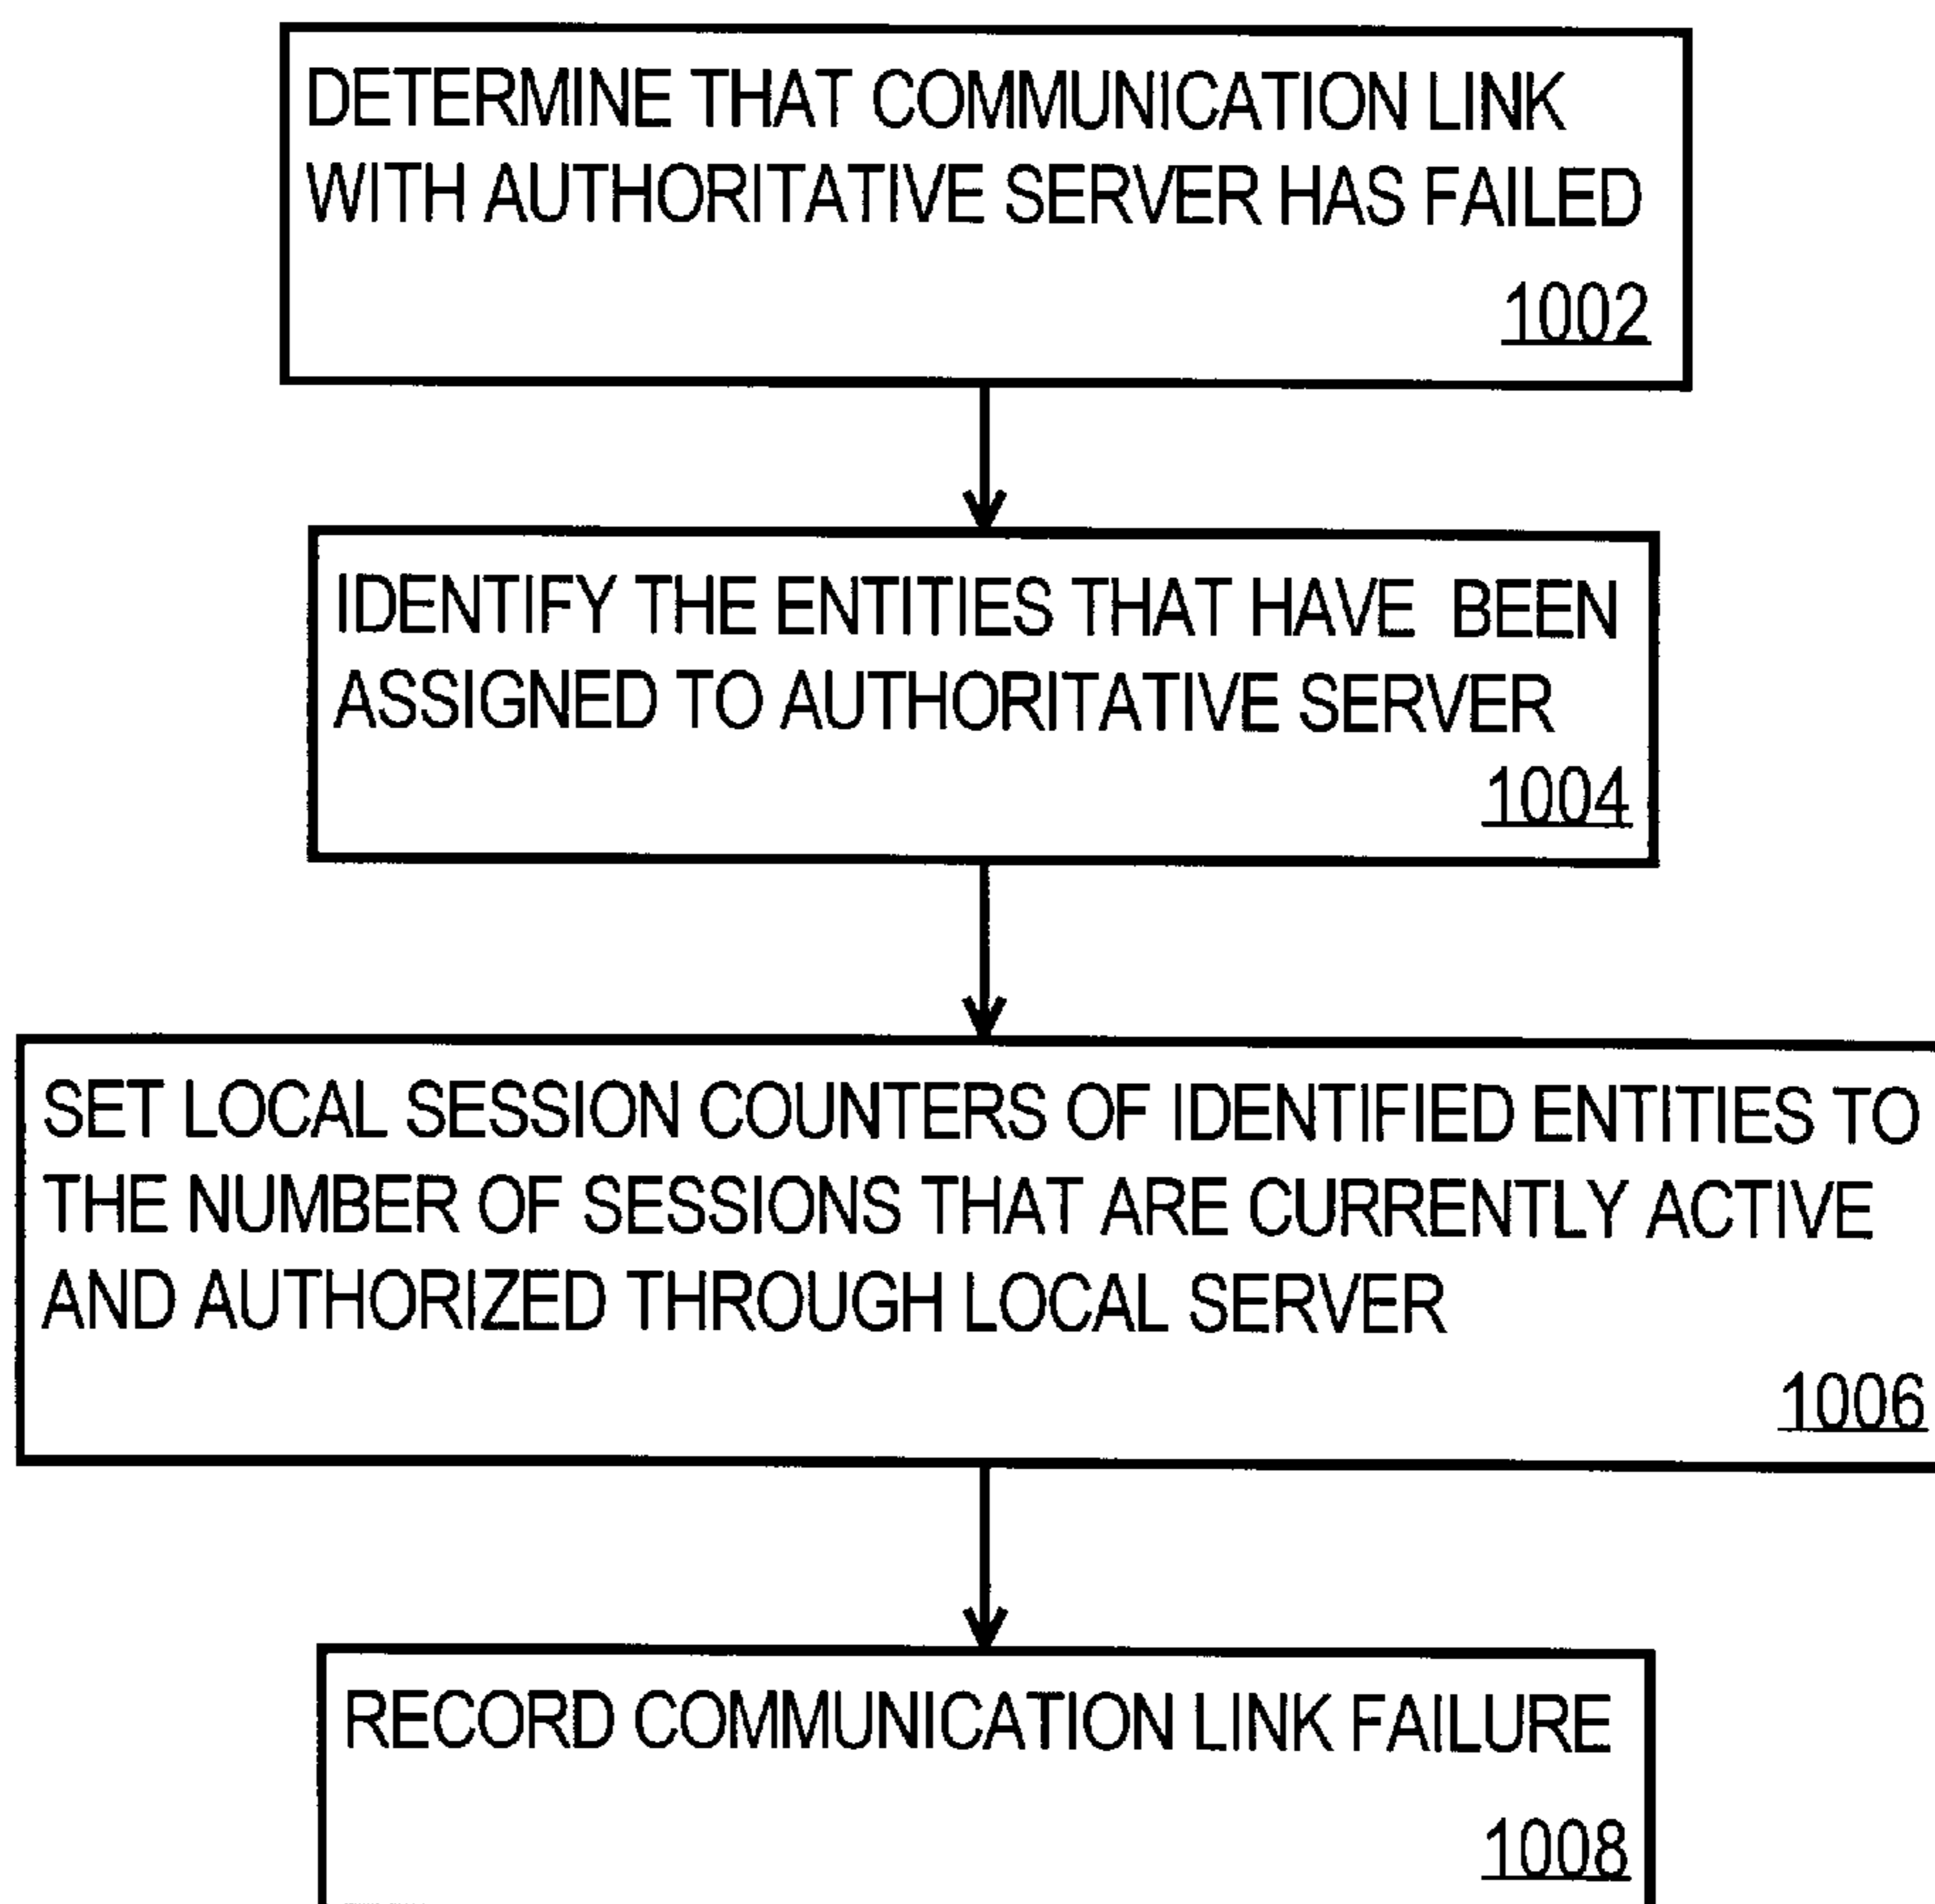 DETERMINE THAT COMMUNICATION LINK
WITH AUTHORITATIVE SERVER HAS FAILED
1002
IDENTIFY THE ENTITIES THAT HAVE BEEN
ASSIGNED TO AUTHORITATIVE SERVER
1004
SET LOCAL SESSION COUNTERS OF IDENTIFIED ENTITIES TO
THE NUMBER OF SESSIONS THAT ARE CURRENTLY ACTIVE
AND AUTHORIZED THROUGH LOCAL SERVER
1006
RECORD COMMUNICATION LINK FAILURE
1008